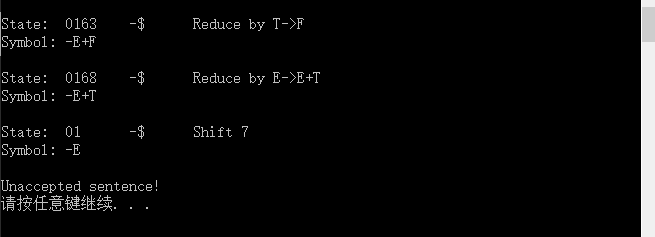 State:  0163    -$      Reduce by T->F
Symbol: -E+F
State:  0168    -$      Reduce by E->E+T
Symbol: -E+T
State:  01      -$      Shift 7
Symbol: -E
Unaccepted sentence!
请按任意键继续. . .